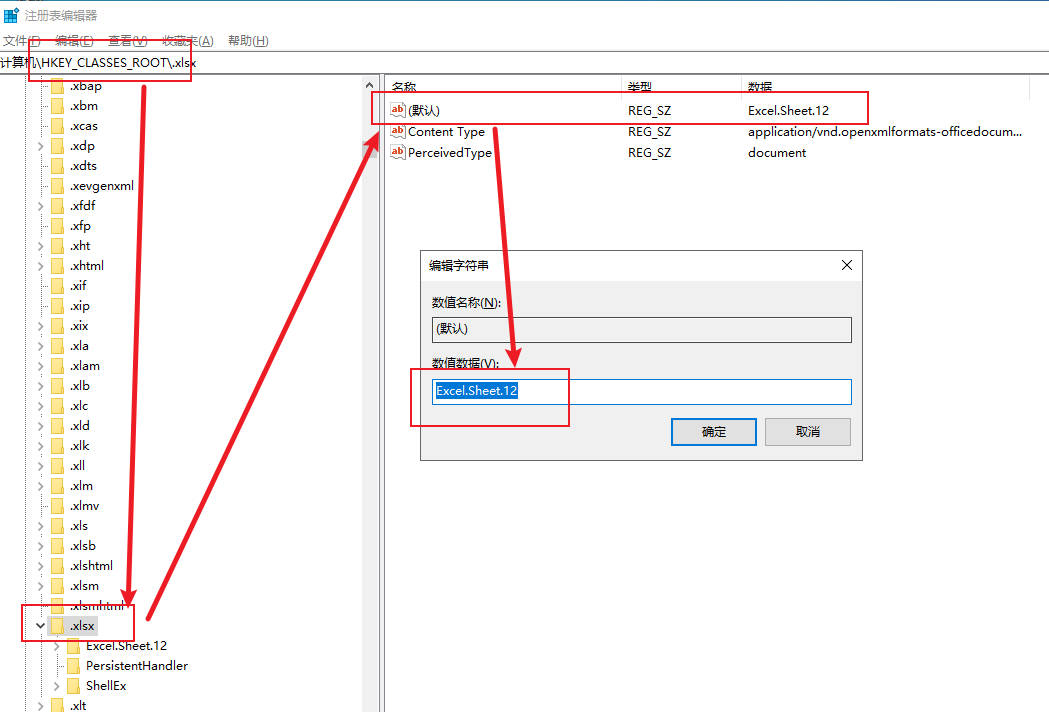 注册表编辑器
文件(F) 编辑(E) 查看(V) 收藏夹(A) 帮助(H)
计算机\HKEY_CLASSES_ROOT\.xlsx
.xbap
.xbm
.xcas
.xdp
.xdts
.xevgenxml
.xfdf
.xfp
.xht
.xhtml
.xif
.xip
.xix
.xla
.xlam
.xlb
.xlc
.xld
.xlk
.xll
.xlm
.xlmv
.xls
.xlsb
.xlshtml
.xlsm
.xlsmhtml
.xlsx
Excel.Sheet.12
PersistentHandler
ShellEx
.xlt
名称 类型 数据
ab (默认) REG_SZ Excel.Sheet.12
ab Content Type REG_SZ application/vnd.openxmlformats-officedocum...
ab PerceivedType REG_SZ document
编辑字符串
数值名称(N):
(默认)
数值数据(V):
Excel.Sheet.12
确定 取消